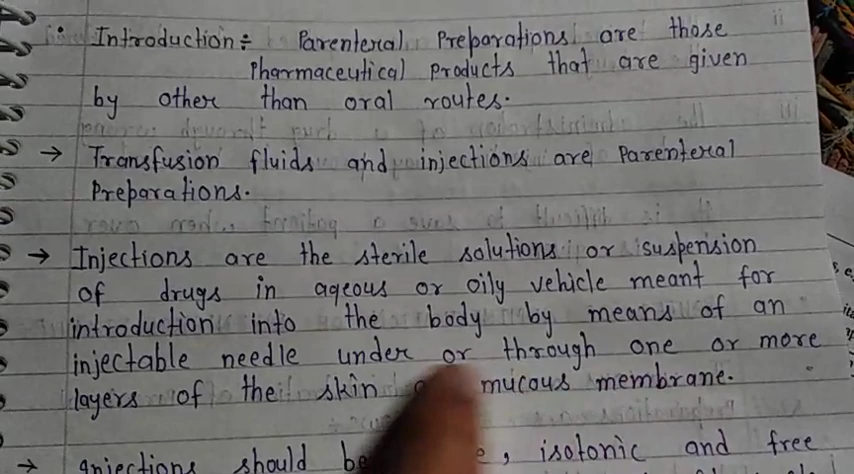 Introduction÷ Parenteral Preparations are those
Pharmaceutical Products that are given
by other than oral routes.
→ Transfusion fluids and injections are Parenteral
Preparations.
→ Injections are the sterile solutions or suspension
of drugs in aqeous or oily vehicle meant for
introduction into the body by means of an
injectable needle under or through one or more
layers of the skin mucous membrane.
→ Injections should be , isotonic and free